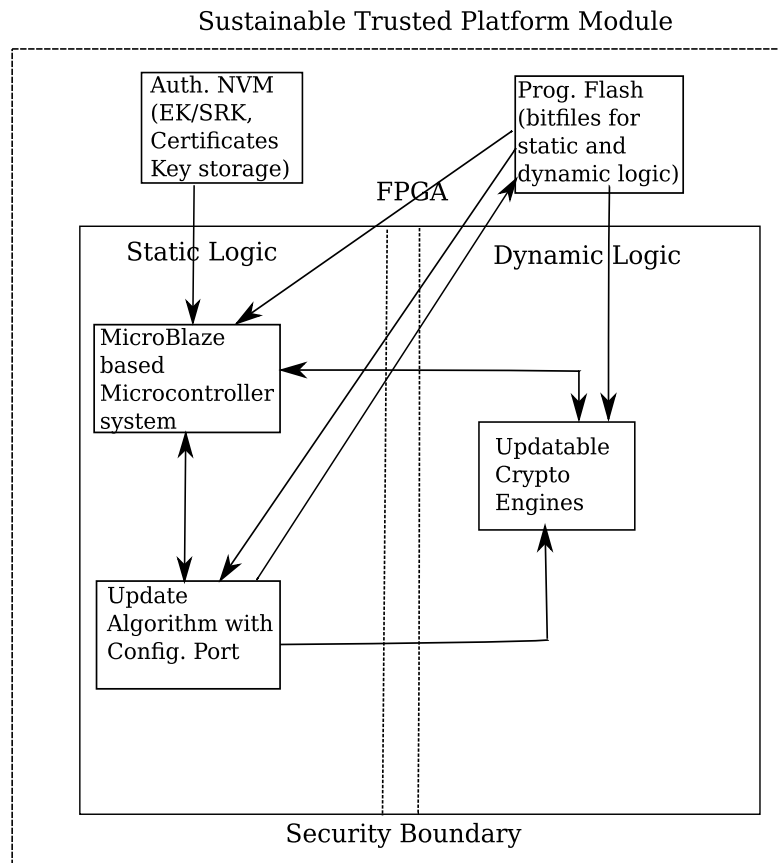 Sustainable Trusted Platform Module
Auth. NVM
(EK/SRK,
Certificates
Key storage)
Prog. Flash
(bitfiles for
static and
dynamic logic)
FPGA
Static Logic
Dynamic Logic
MicroBlaze
based
Microcontroller
system
Updatable
Crypto
Engines
Update
Algorithm with
Config. Port
Security Boundary